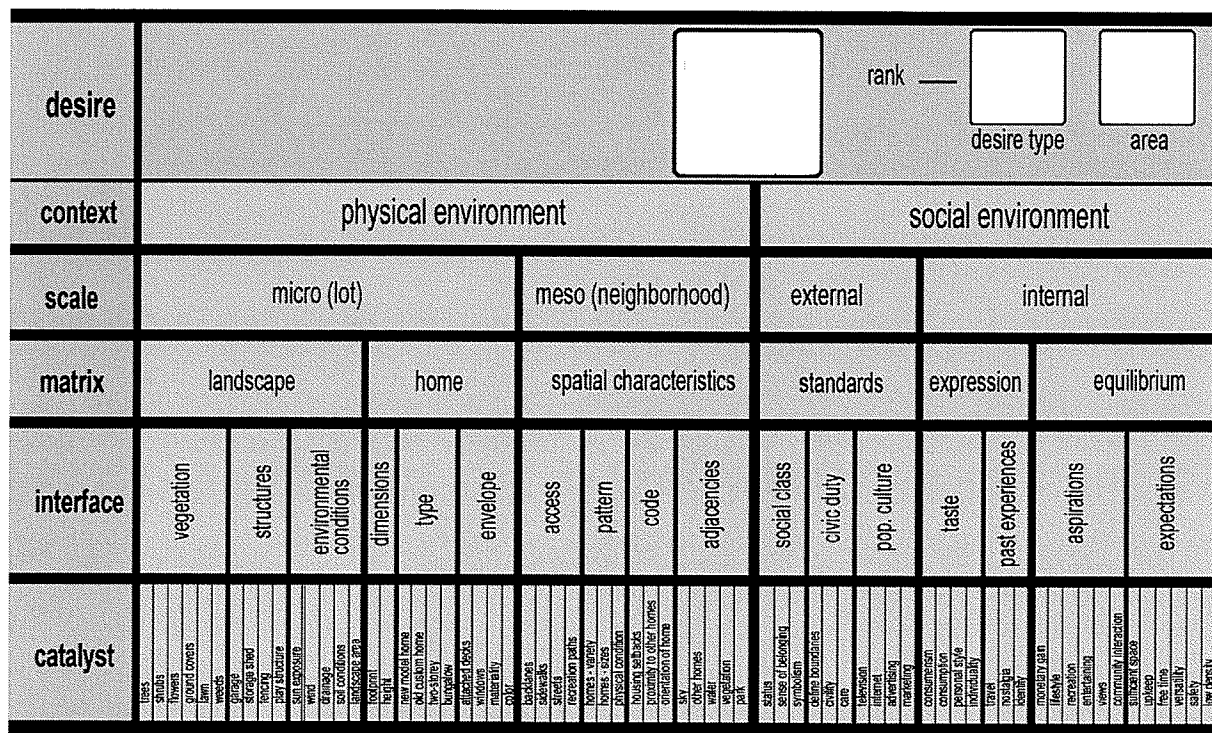 desire
rank
desire type
area
context
physical environment
social environment
scale
micro (lot)
meso (neighborhood)
external
internal
matrix
landscape
home
spatial characteristics
standards
expression
equilibrium
interface
vegetation
structures
environmental
conditions
dimensions
type
envelope
access
pattern
code
adjacencies
social class
civic duty
pop. culture
taste
past experiences
aspirations
expectations
catalyst
trees
shrubs
flowers
ground covers
lawn
weeds
garage
storage shed
fencing
play structure
sun exposure
wind
drainage
soil conditions
landscape area
footprint
height
new model home
old custum home
two-storey
bungalow
attached decks
windows
materiality
color
backlanes
sidewalks
streets
recreation paths
homes - variety
homes - sizes
physical condition
housing setbacks
proximity to other homes
orientation of home
sky
other homes
water
vegetation
park
status
sense of belonging
symbolism
define boundaries
civility
care
television
internet
advertising
marketing
consumerism
consumption
personal style
individuality
travel
nostalgia
identity
monetary gain
lifestyle
recreation
entertaining
views
community interaction
sufficient space
upkeep
free time
versatility
safety
low density